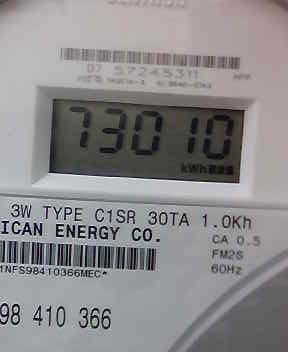 07 57245311
73010
kWh
3W TYPE C1SR 30TA 1.0Kh
ICAN ENERGY CO.
CA 0.5
FM2S
60Hz
1NFS98410366MEC*
98 410 366